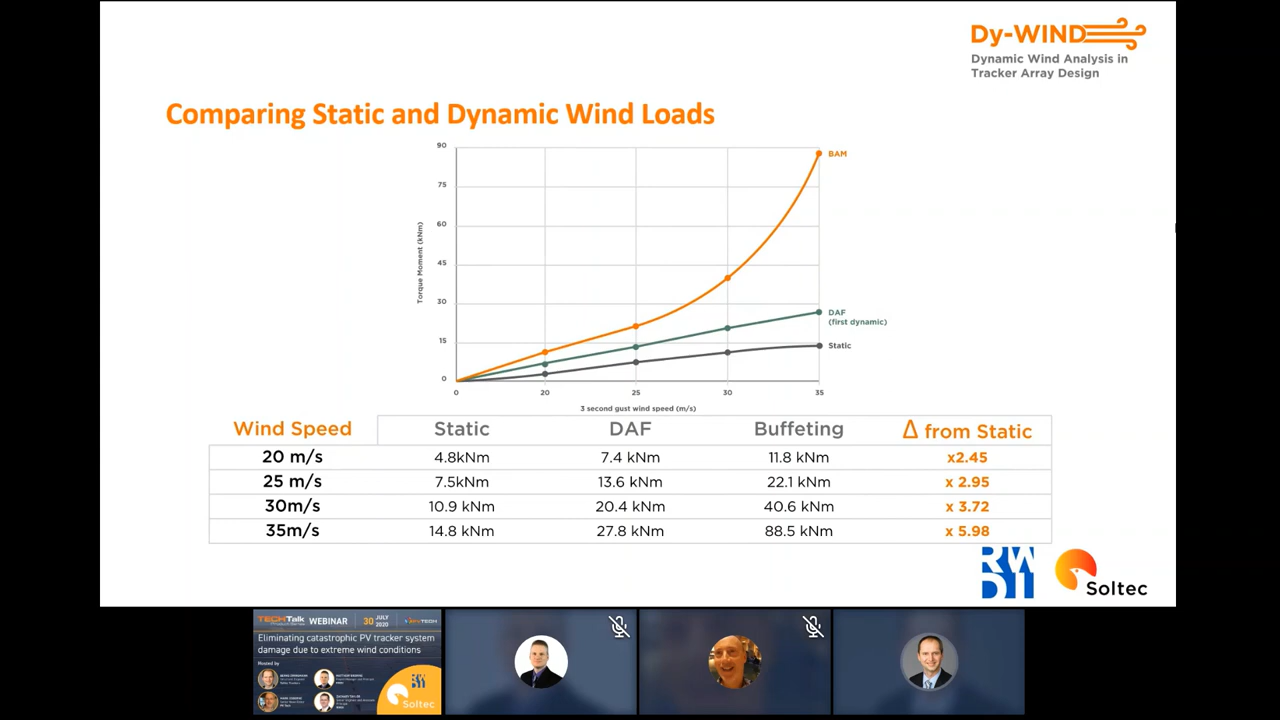 Dy-WIND
Dynamic Wind Analysis in
Tracker Array Design
Comparing Static and Dynamic Wind Loads
90
75
60
45
30
15
0
Torque Moment (kNm)
BAM
DAF
(first dynamic)
Static
0 20 25 30 35
3 second gust wind speed (m/s)
Wind Speed Static DAF Buffeting Δ from Static
20 m/s 4.8kNm 7.4 kNm 11.8 kNm x2.45
25 m/s 7.5kNm 13.6 kNm 22.1 kNm x 2.95
30m/s 10.9 kNm 20.4 kNm 40.6 kNm x 3.72
35m/s 14.8 kNm 27.8 kNm 88.5 kNm x 5.98
RWDI
Soltec
TECHTalk WEBINAR 30 JULY 2020
Eliminating catastrophic PV tracker system
damage due to extreme wind conditions
Hosted by
Soltec